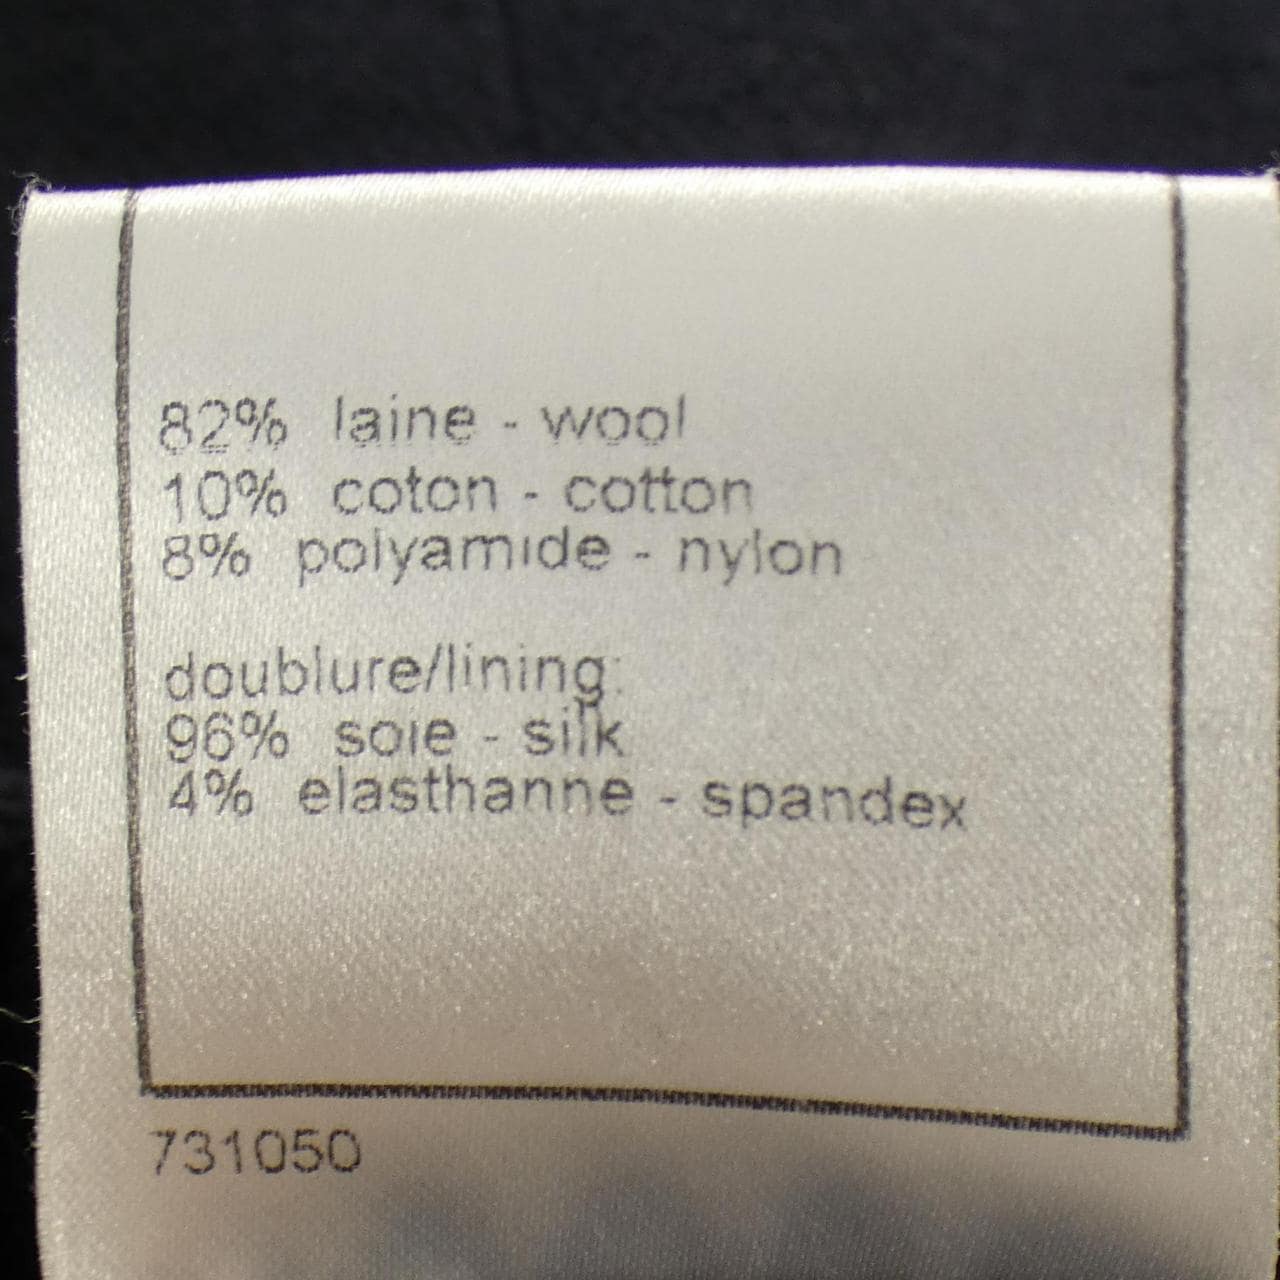 82% laine - wool
10% coton - cotton
8% polyamide - nylon
doublure/lining:
96% soie - silk
4% elasthanne - spandex
731050